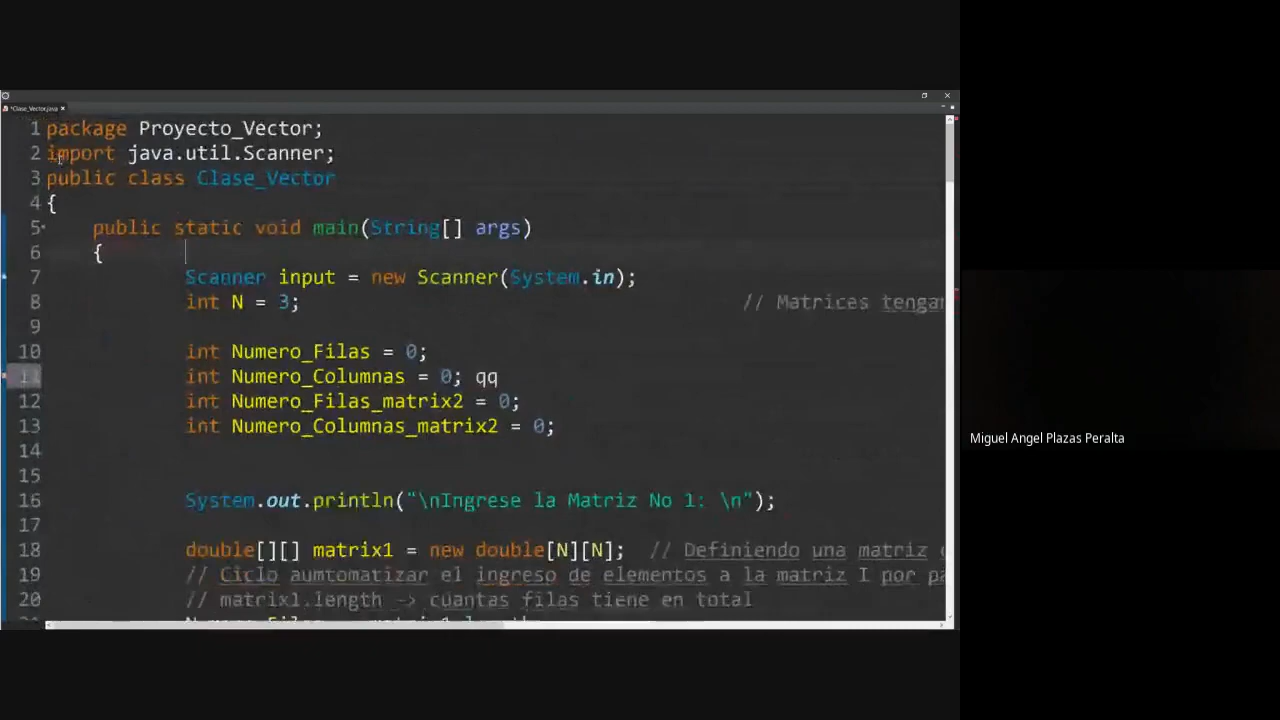 *Clase_Vector.java
1 package Proyecto_Vector;
2 import java.util.Scanner;
3 public class Clase_Vector
4 {
5 public static void main(String[] args)
6 {
7 Scanner input = new Scanner(System.in);
8 int N = 3; // Matrices tengan
9
10 int Numero_Filas = 0;
11 int Numero_Columnas = 0; qq
12 int Numero_Filas_matrix2 = 0;
13 int Numero_Columnas_matrix2 = 0;
14
15
16 System.out.println("\nIngrese la Matriz No 1: \n");
17
18 double[][] matrix1 = new double[N][N]; // Definiendo una matriz
19 // Ciclo aumtomatizar el ingreso de elementos a la matriz I por
20 // matrix1.length -> cuantas filas tiene en total
Miguel Angel Plazas Peralta